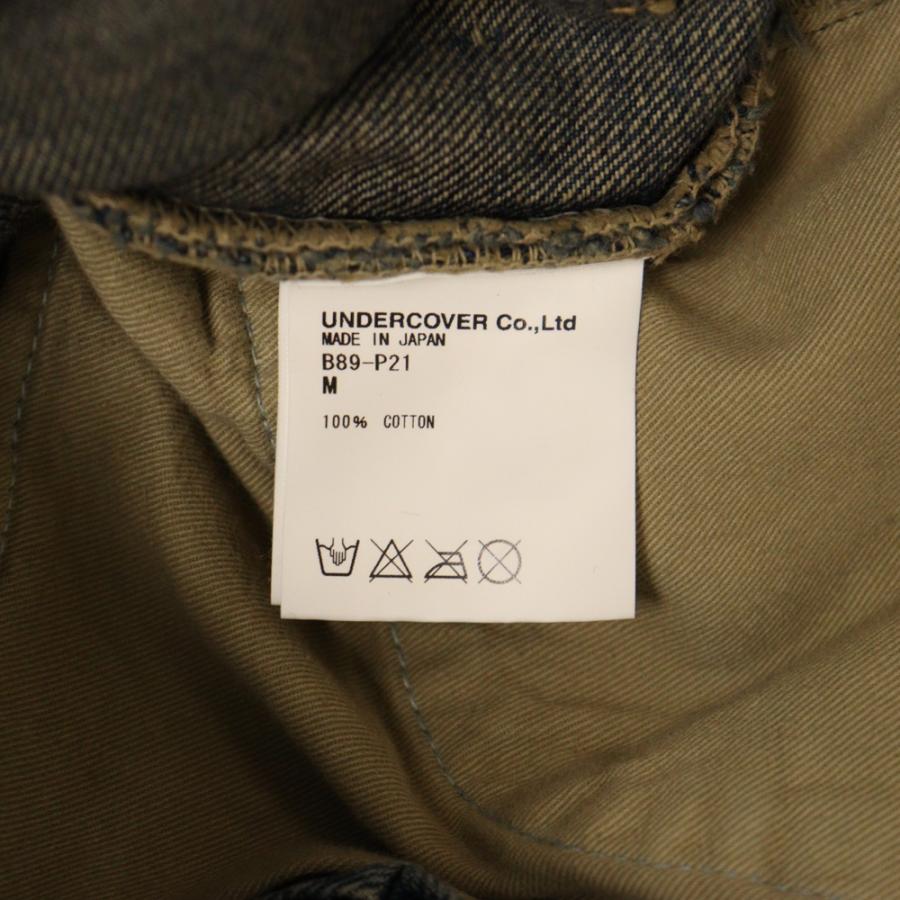 UNDERCOVER Co.,Ltd
MADE IN JAPAN
B89-P21
M
100% COTTON